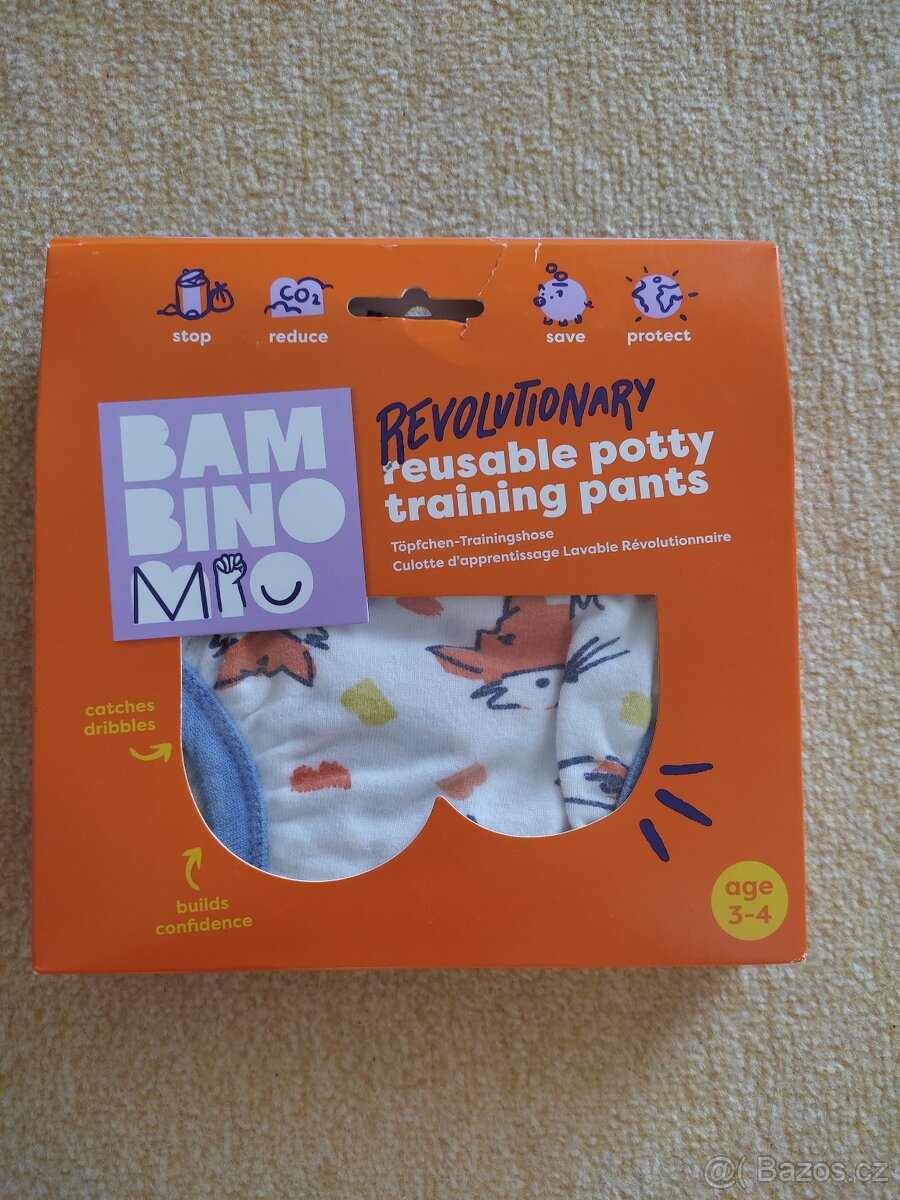 stop
CO2
reduce
save
protect
BAM
BINO
MIO
REVOLUTIONARY
reusable potty
training pants
Töpfchen-Trainingshose
Culotte d'apprentissage Lavable Révolutionnaire
catches
dribbles
builds
confidence
age
3-4
@( Bazos.cz